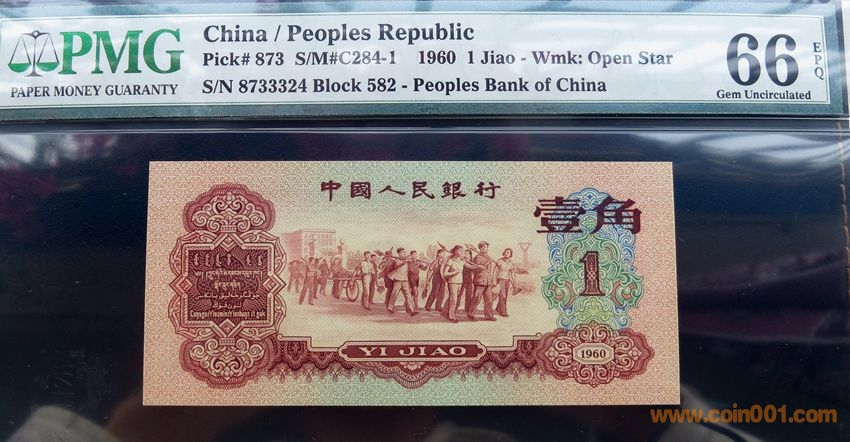 PMG
PAPER MONEY GUARANTY
China / Peoples Republic
Pick# 873 S/M#C284-1 1960 1 Jiao - Wmk: Open Star
S/N 8733324 Block 582 - Peoples Bank of China
66 EPQ
Gem Uncirculated
中國人民銀行
壹角
1
YI JIAO
1960
www.coin001.com